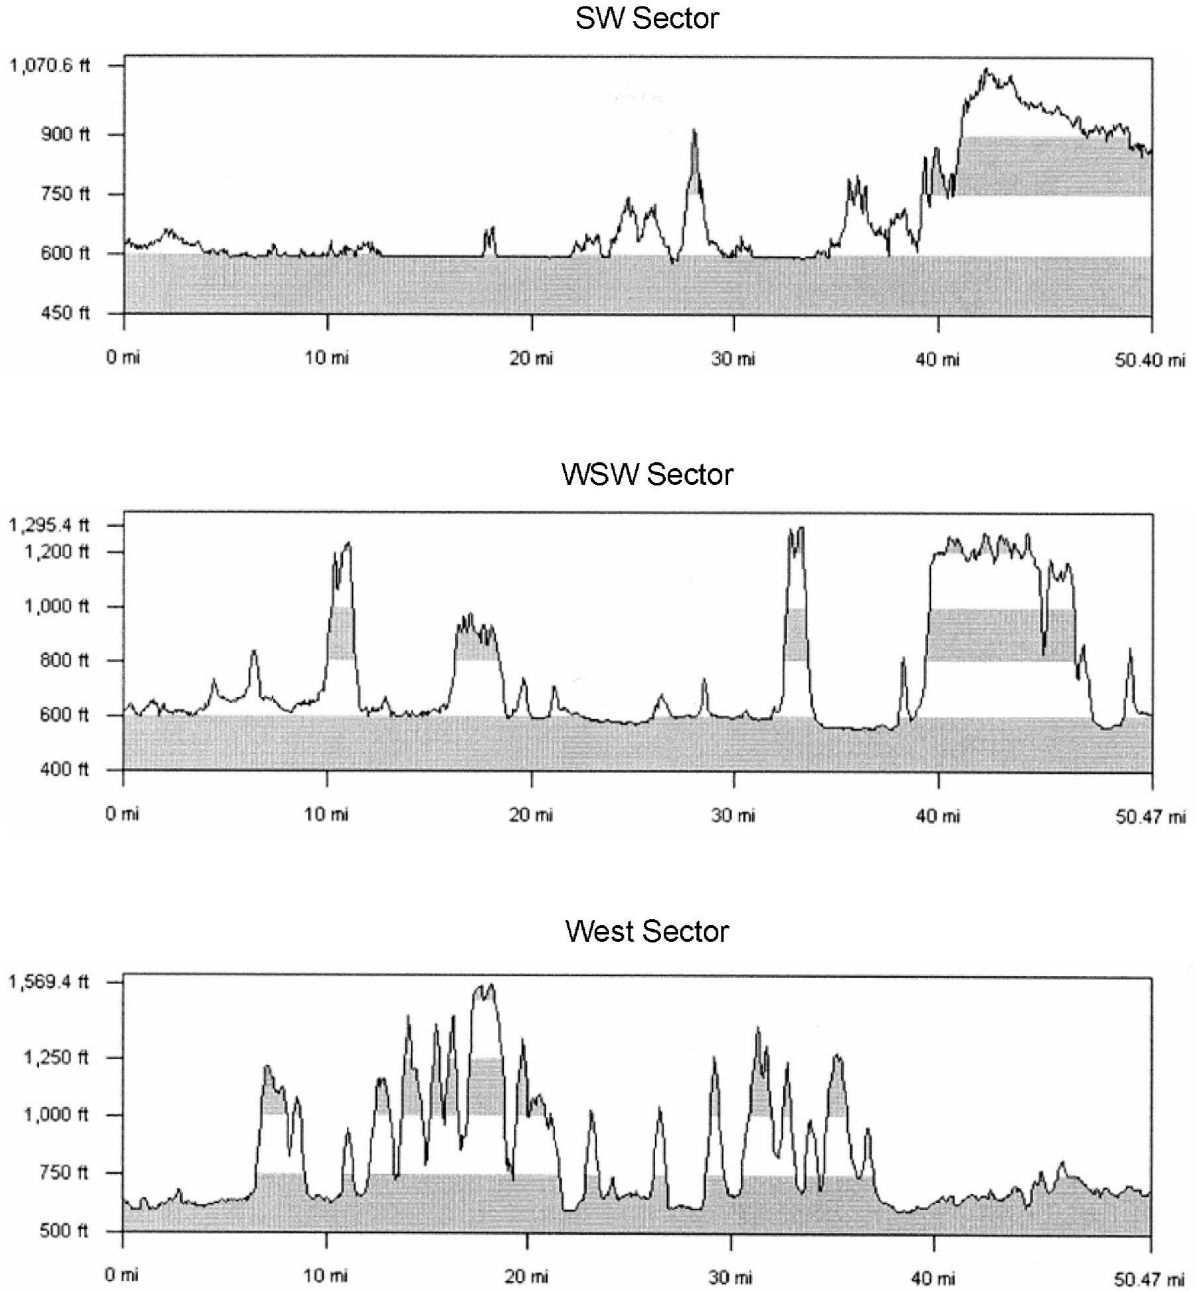 SW Sector
1,070.6 ft
900 ft
750 ft
600 ft
450 ft
0 mi 10 mi 20 mi 30 mi 40 mi 50.40 mi
WSW Sector
1,295.4 ft
1,200 ft
1,000 ft
800 ft
600 ft
400 ft
0 mi 10 mi 20 mi 30 mi 40 mi 50.47 mi
West Sector
1,569.4 ft
1,250 ft
1,000 ft
750 ft
500 ft
0 mi 10 mi 20 mi 30 mi 40 mi 50.47 mi